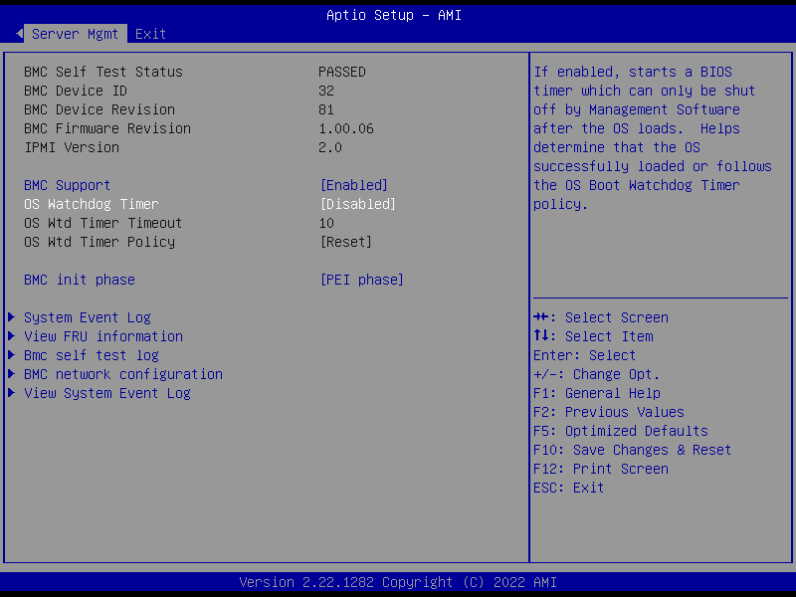 Aptio Setup – AMI
Server Mgmt Exit
BMC Self Test Status PASSED
BMC Device ID 32
BMC Device Revision 81
BMC Firmware Revision 1.00.06
IPMI Version 2.0
BMC Support [Enabled]
OS Watchdog Timer [Disabled]
OS Wtd Timer Timeout 10
OS Wtd Timer Policy [Reset]
BMC init phase [PEI phase]
System Event Log
View FRU information
Bmc self test log
BMC network configuration
View System Event Log
If enabled, starts a BIOS
timer which can only be shut
off by Management Software
after the OS loads.  Helps
determine that the OS
successfully loaded or follows
the OS Boot Watchdog Timer
policy.
→←: Select Screen
↑↓: Select Item
Enter: Select
+/-: Change Opt.
F1: General Help
F2: Previous Values
F5: Optimized Defaults
F10: Save Changes & Reset
F12: Print Screen
ESC: Exit
Version 2.22.1282 Copyright (C) 2022 AMI